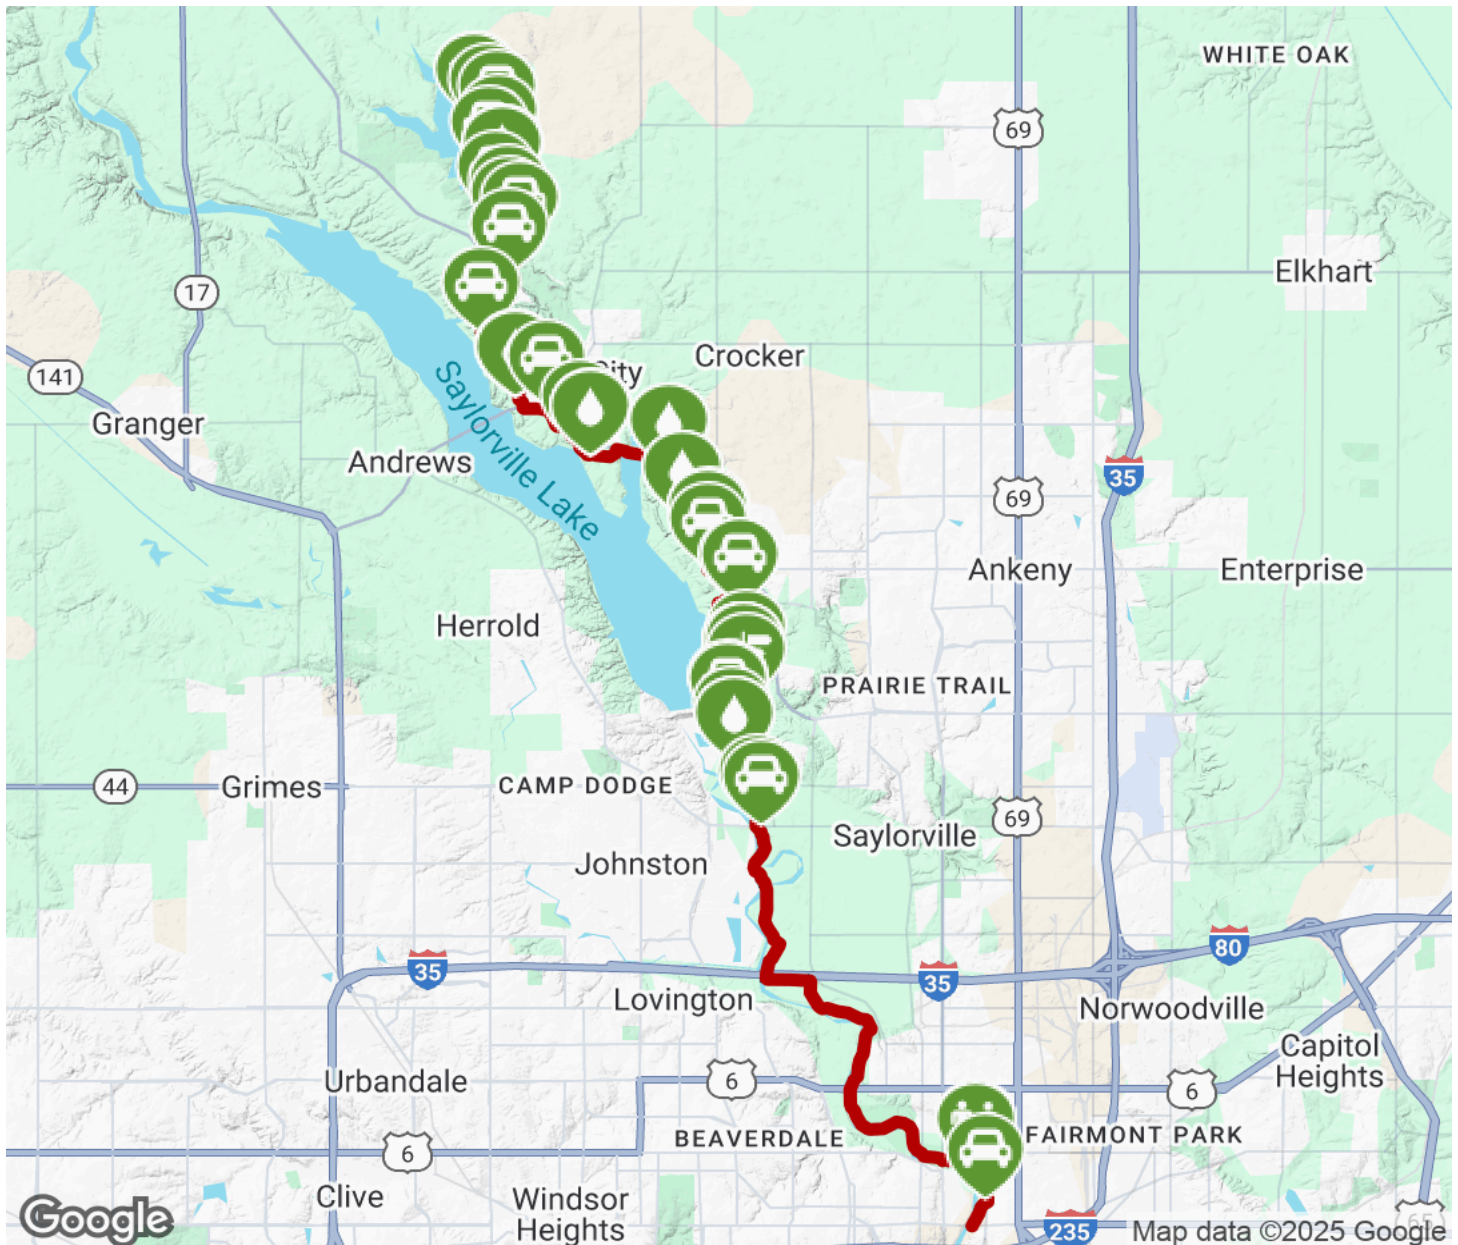 WHITE OAK
69
Elkhart
17
141
Crocker
City
Granger
Saylorville Lake
Andrews
35
69
Ankeny
Enterprise
Herrold
PRAIRIE TRAIL
44
Grimes
CAMP DODGE
69
Saylorville
Johnston
80
35
35
Lovington
Norwoodville
Capitol
Heights
Urbandale
6
6
BEAVERDALE
FAIRMONT PARK
6
Clive
Windsor
Heights
Google
65
235
Map data ©2025 Google